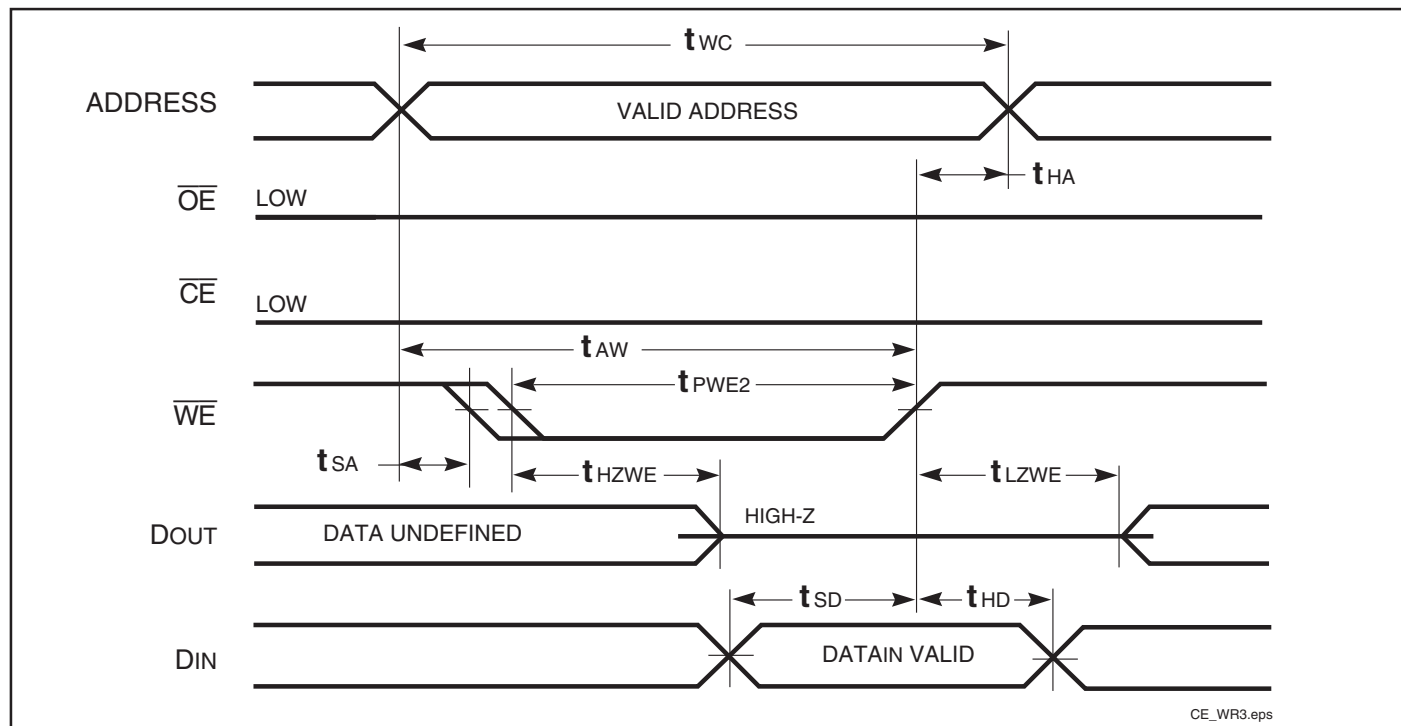 tWC
ADDRESS
VALID ADDRESS
tHA
OE
LOW
CE
LOW
tAW
tPWE2
WE
tSA
tHZWE
tLZWE
DOUT
DATA UNDEFINED
HIGH-Z
tSD
tHD
DIN
DATAIN VALID
CE_WR3.eps